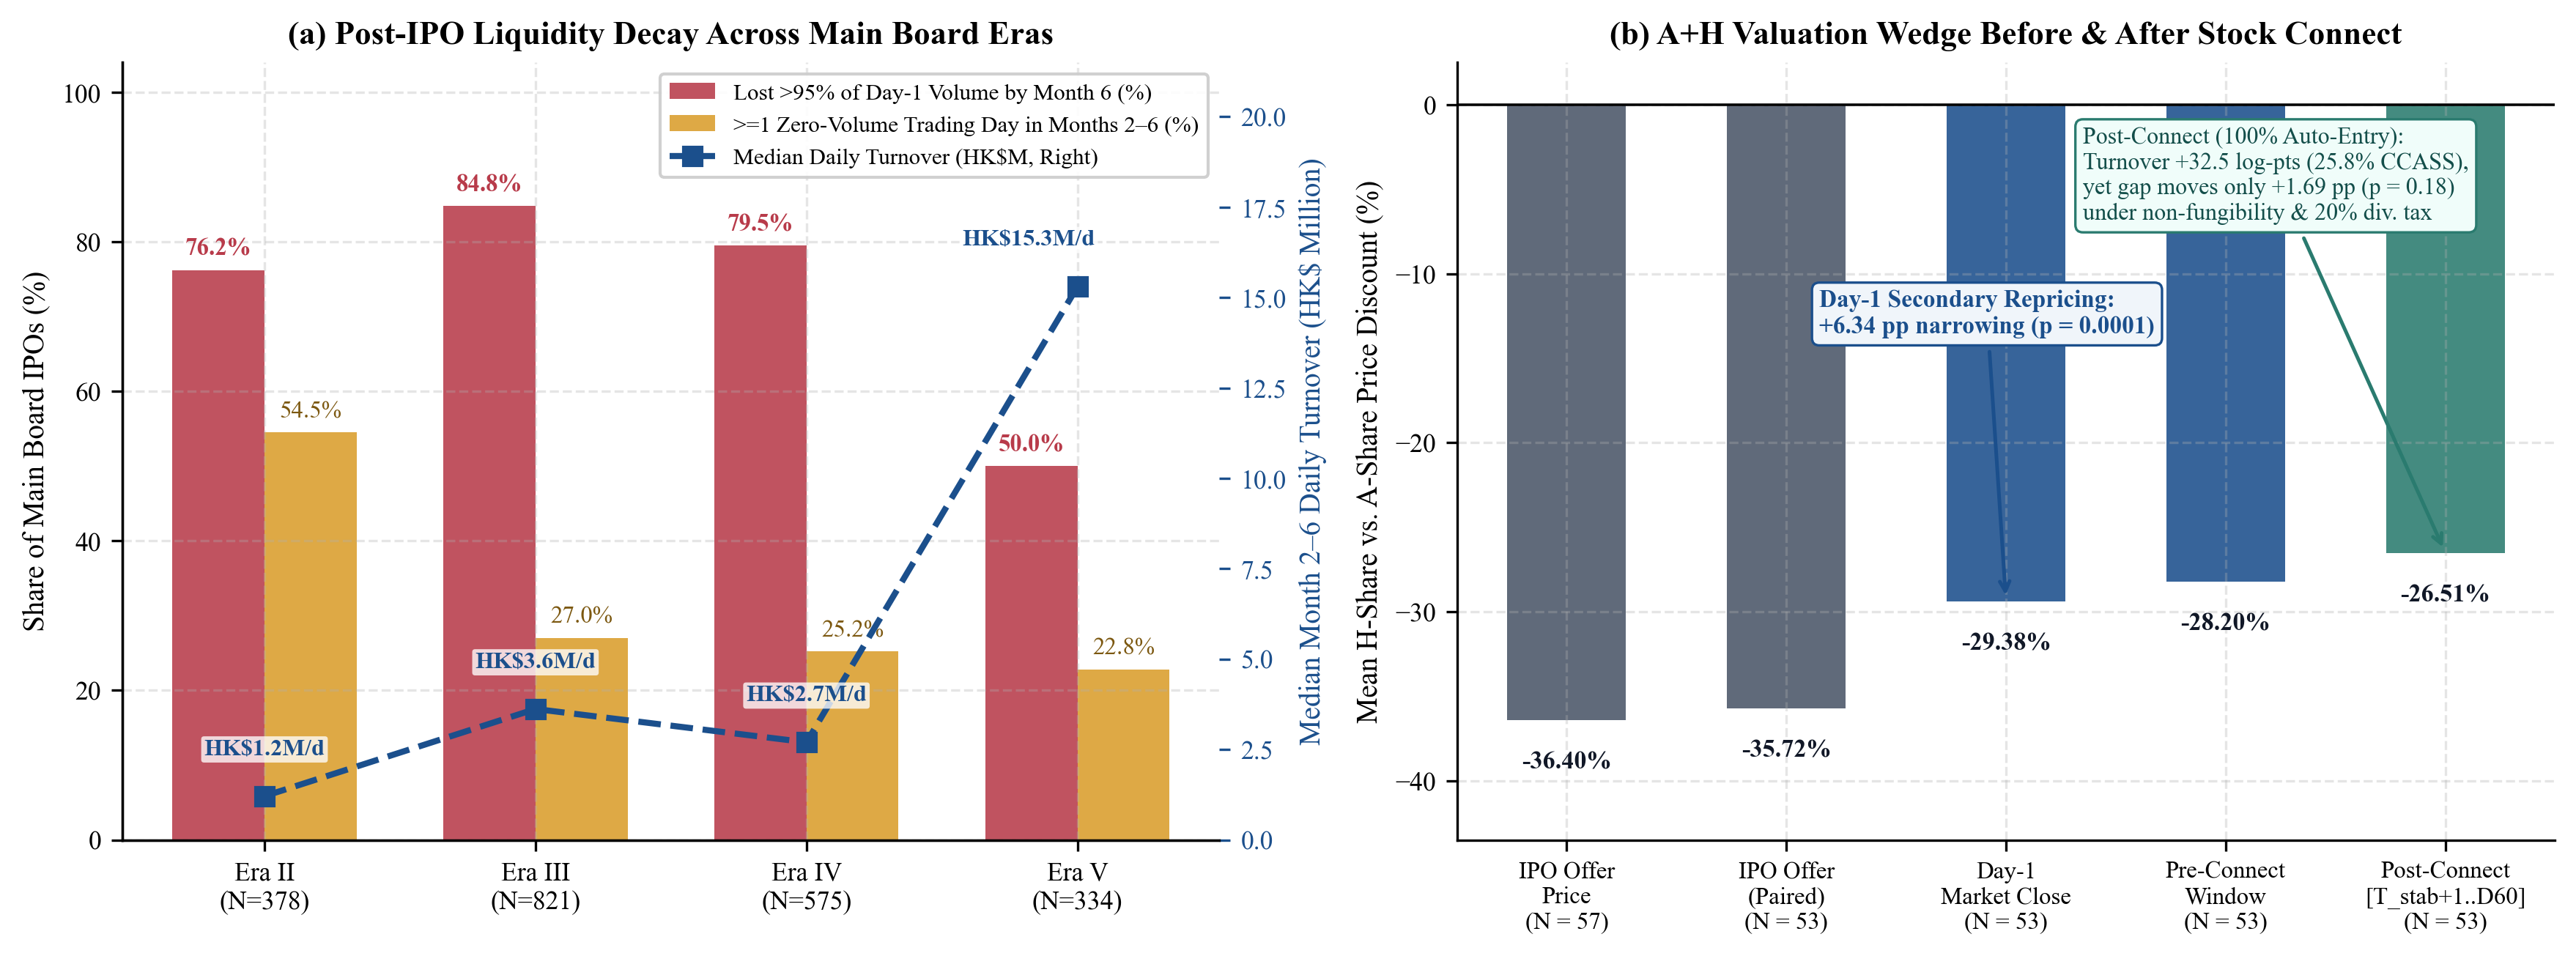 (a) Post-IPO Liquidity Decay Across Main Board Eras
Lost >95% of Day-1 Volume by Month 6 (%)
>=1 Zero-Volume Trading Day in Months 2–6 (%)
Median Daily Turnover (HK$M, Right)
Share of Main Board IPOs (%)
100
80
60
40
20
0
76.2%
84.8%
79.5%
50.0%
54.5%
27.0%
25.2%
22.8%
HK$1.2M/d
HK$3.6M/d
HK$2.7M/d
HK$15.3M/d
20.0
17.5
15.0
12.5
10.0
7.5
5.0
2.5
0.0
Median Month 2–6 Daily Turnover (HK$ Million)
Era II
(N=378)
Era III
(N=821)
Era IV
(N=575)
Era V
(N=334)
(b) A+H Valuation Wedge Before & After Stock Connect
Mean H-Share vs. A-Share Price Discount (%)
0
−10
−20
−30
−40
Post-Connect (100% Auto-Entry):
Turnover +32.5 log-pts (25.8% CCASS),
yet gap moves only +1.69 pp (p = 0.18)
under non-fungibility & 20% div. tax
Day-1 Secondary Repricing:
+6.34 pp narrowing (p = 0.0001)
-36.40%
-35.72%
-29.38%
-28.20%
-26.51%
IPO Offer
Price
(N = 57)
IPO Offer
(Paired)
(N = 53)
Day-1
Market Close
(N = 53)
Pre-Connect
Window
(N = 53)
Post-Connect
[T_stab+1..D60]
(N = 53)